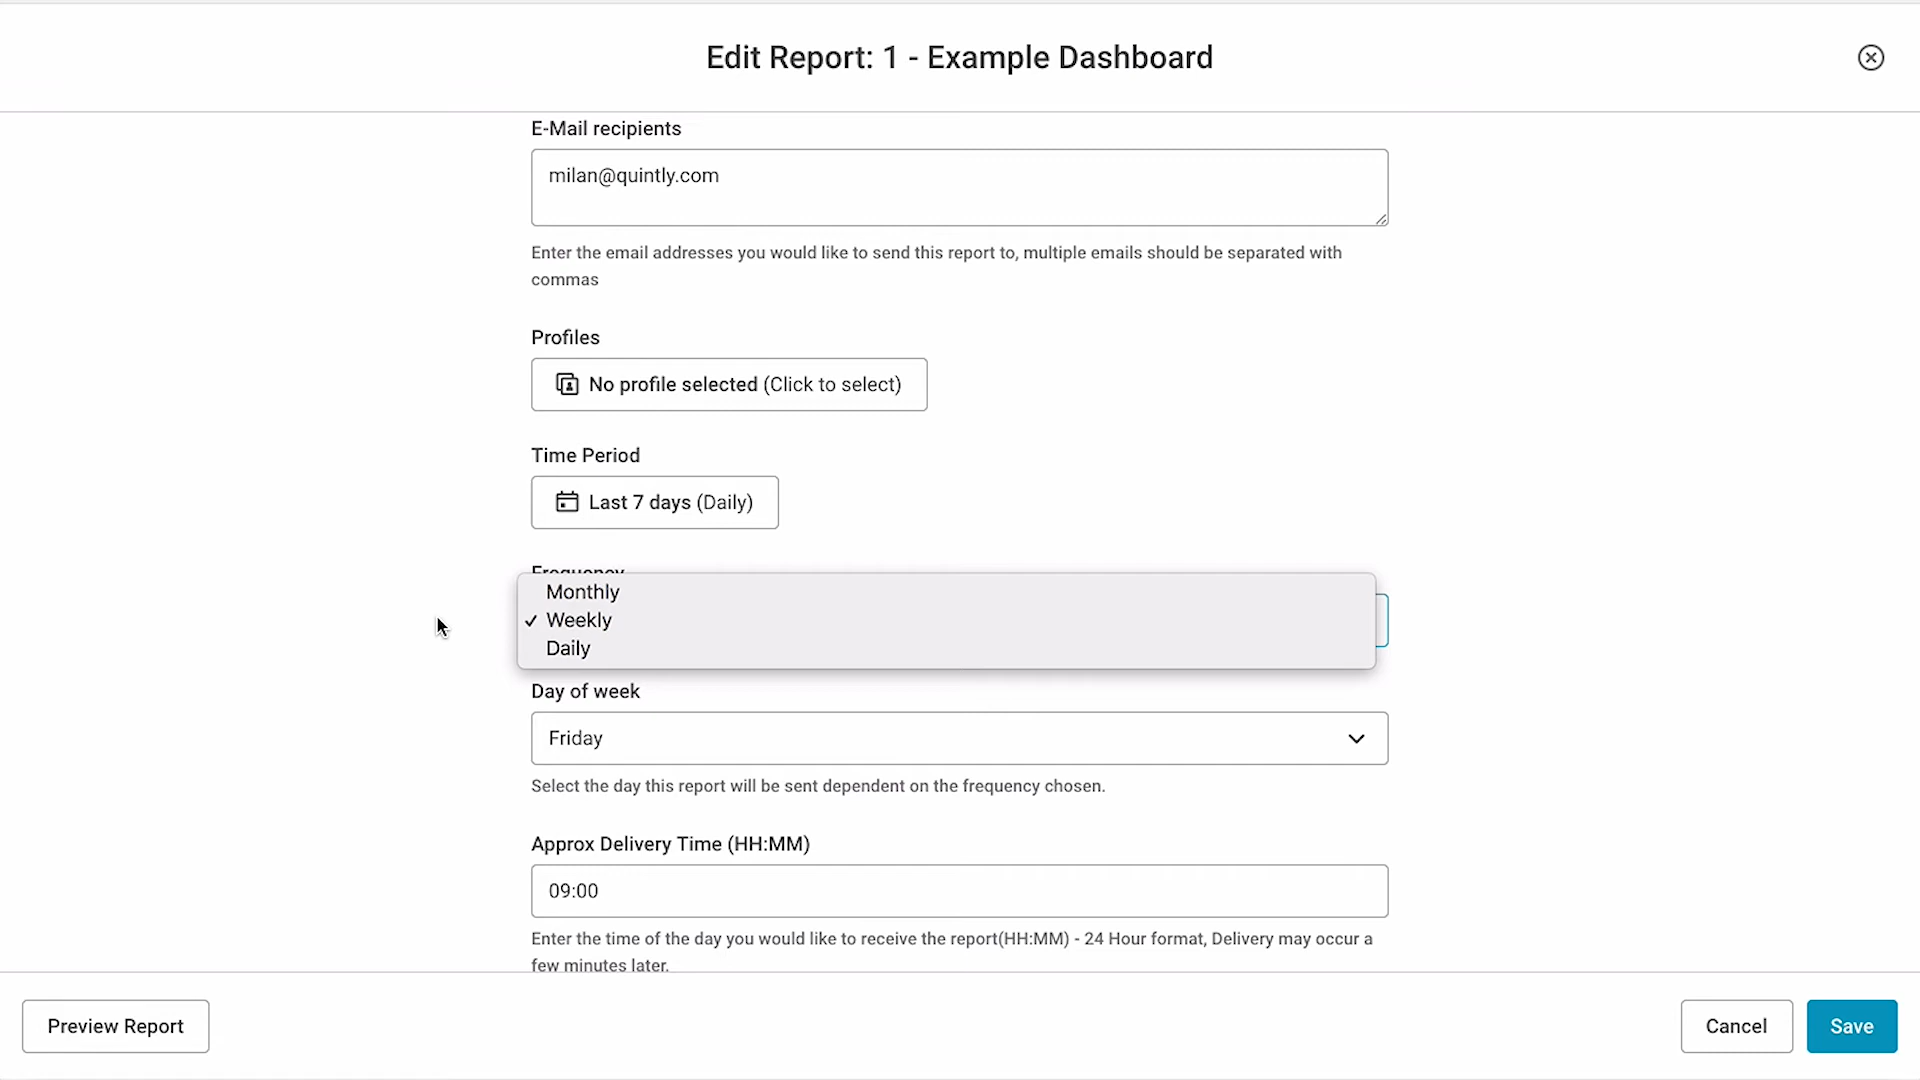 Edit Report: 1 - Example Dashboard
E-Mail recipients
milan@quintly.com
Enter the email addresses you would like to send this report to, multiple emails should be separated with
commas
Profiles
No profile selected (Click to select)
Time Period
Last 7 days (Daily)
Frequency
Monthly
✓ Weekly
Daily
Day of week
Friday
Select the day this report will be sent dependent on the frequency chosen.
Approx Delivery Time (HH:MM)
09:00
Enter the time of the day you would like to receive the report(HH:MM) - 24 Hour format, Delivery may occur a
few minutes later.
Preview Report
Cancel
Save